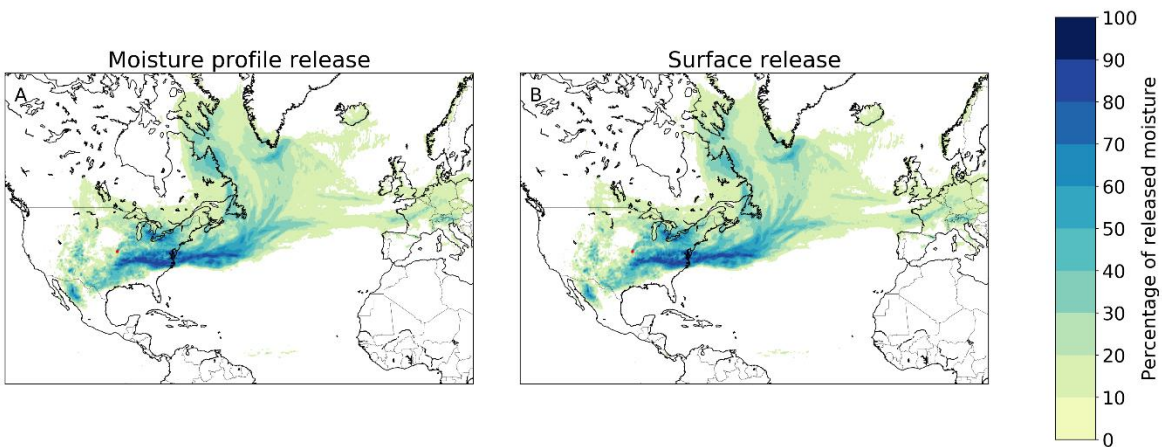 Moisture profile release
A
Surface release
B
100
90
80
70
60
50
40
30
20
10
0
Percentage of released moisture